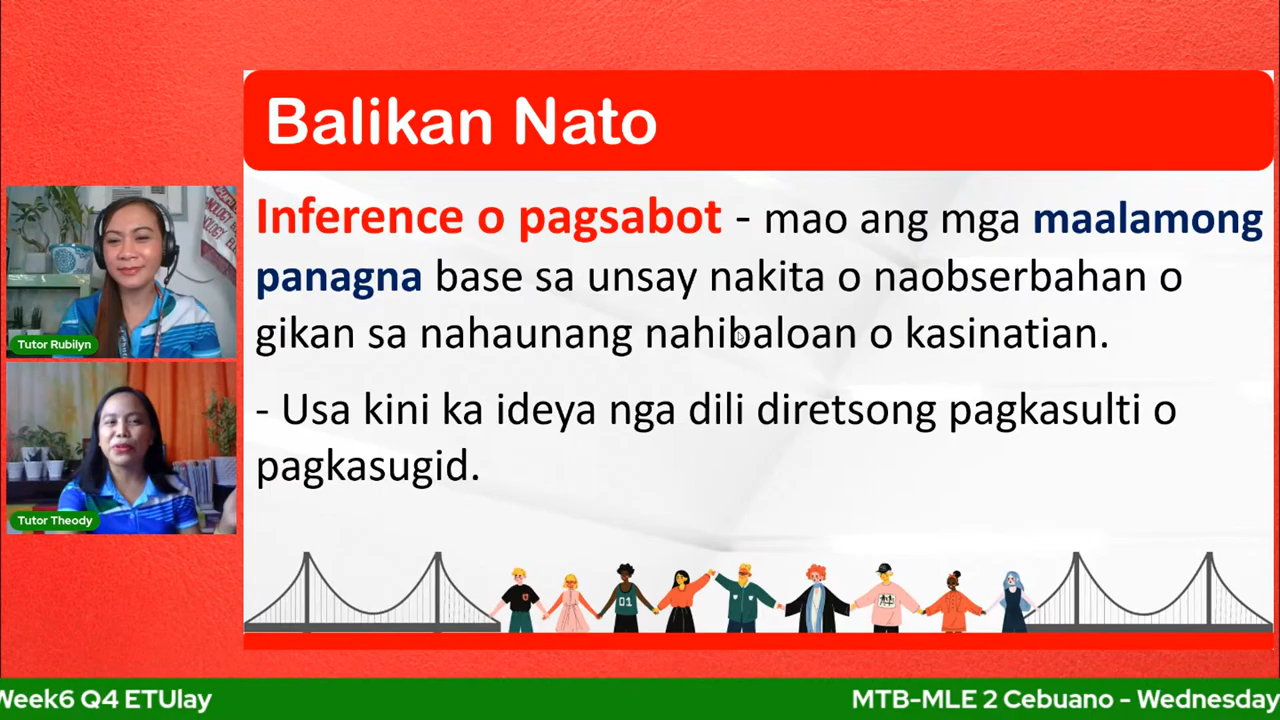 Balikan Nato
Inference o pagsabot - mao ang mga maalamong
panagna base sa unsay nakita o naobserbahan o
gikan sa nahaunang nahibaloan o kasinatian.
- Usa kini ka ideya nga dili diretsong pagkasulti o
pagkasugid.
Tutor Rubilyn
Tutor Theody
01
Week6 Q4 ETUlay
MTB-MLE 2 Cebuano - Wednesday